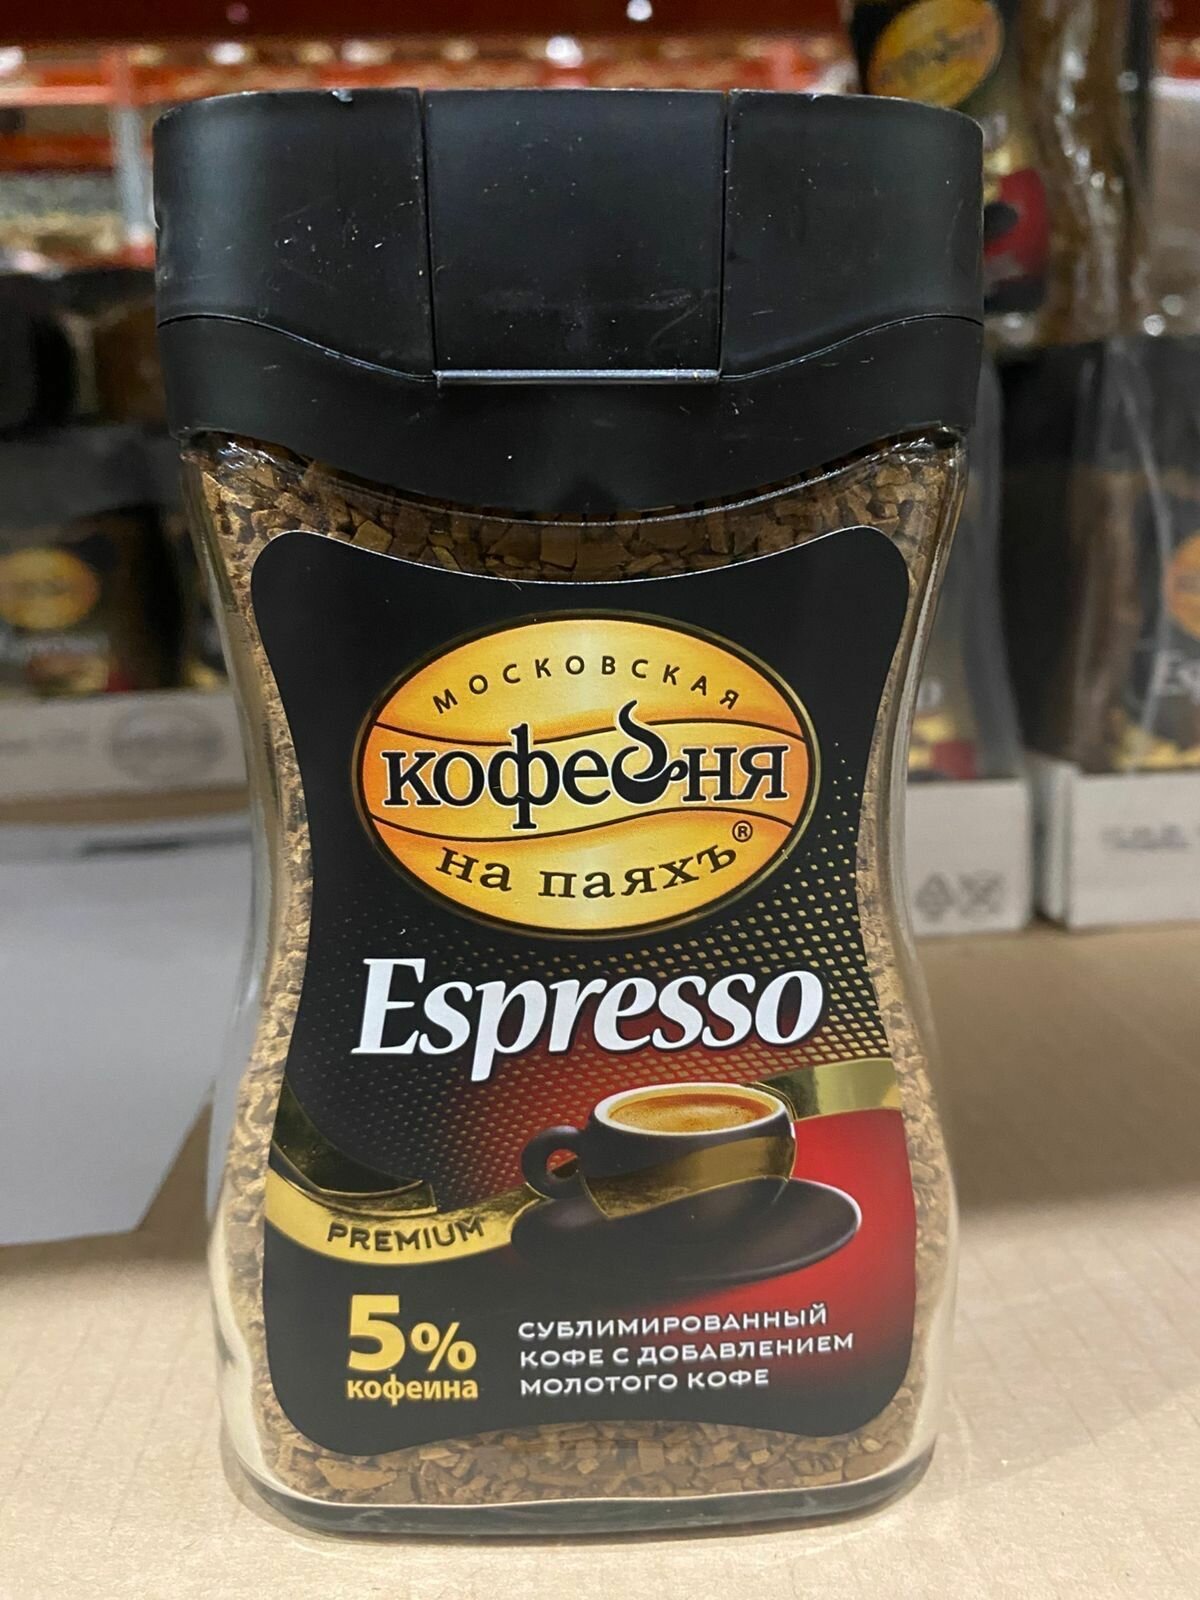 МОСКОВСКАЯ
кофейня
на паяхъ®
Espresso
PREMIUM
5%
кофеина
СУБЛИМИРОВАННЫЙ
КОФЕ С ДОБАВЛЕНИЕМ
МОЛОТОГО КОФЕ